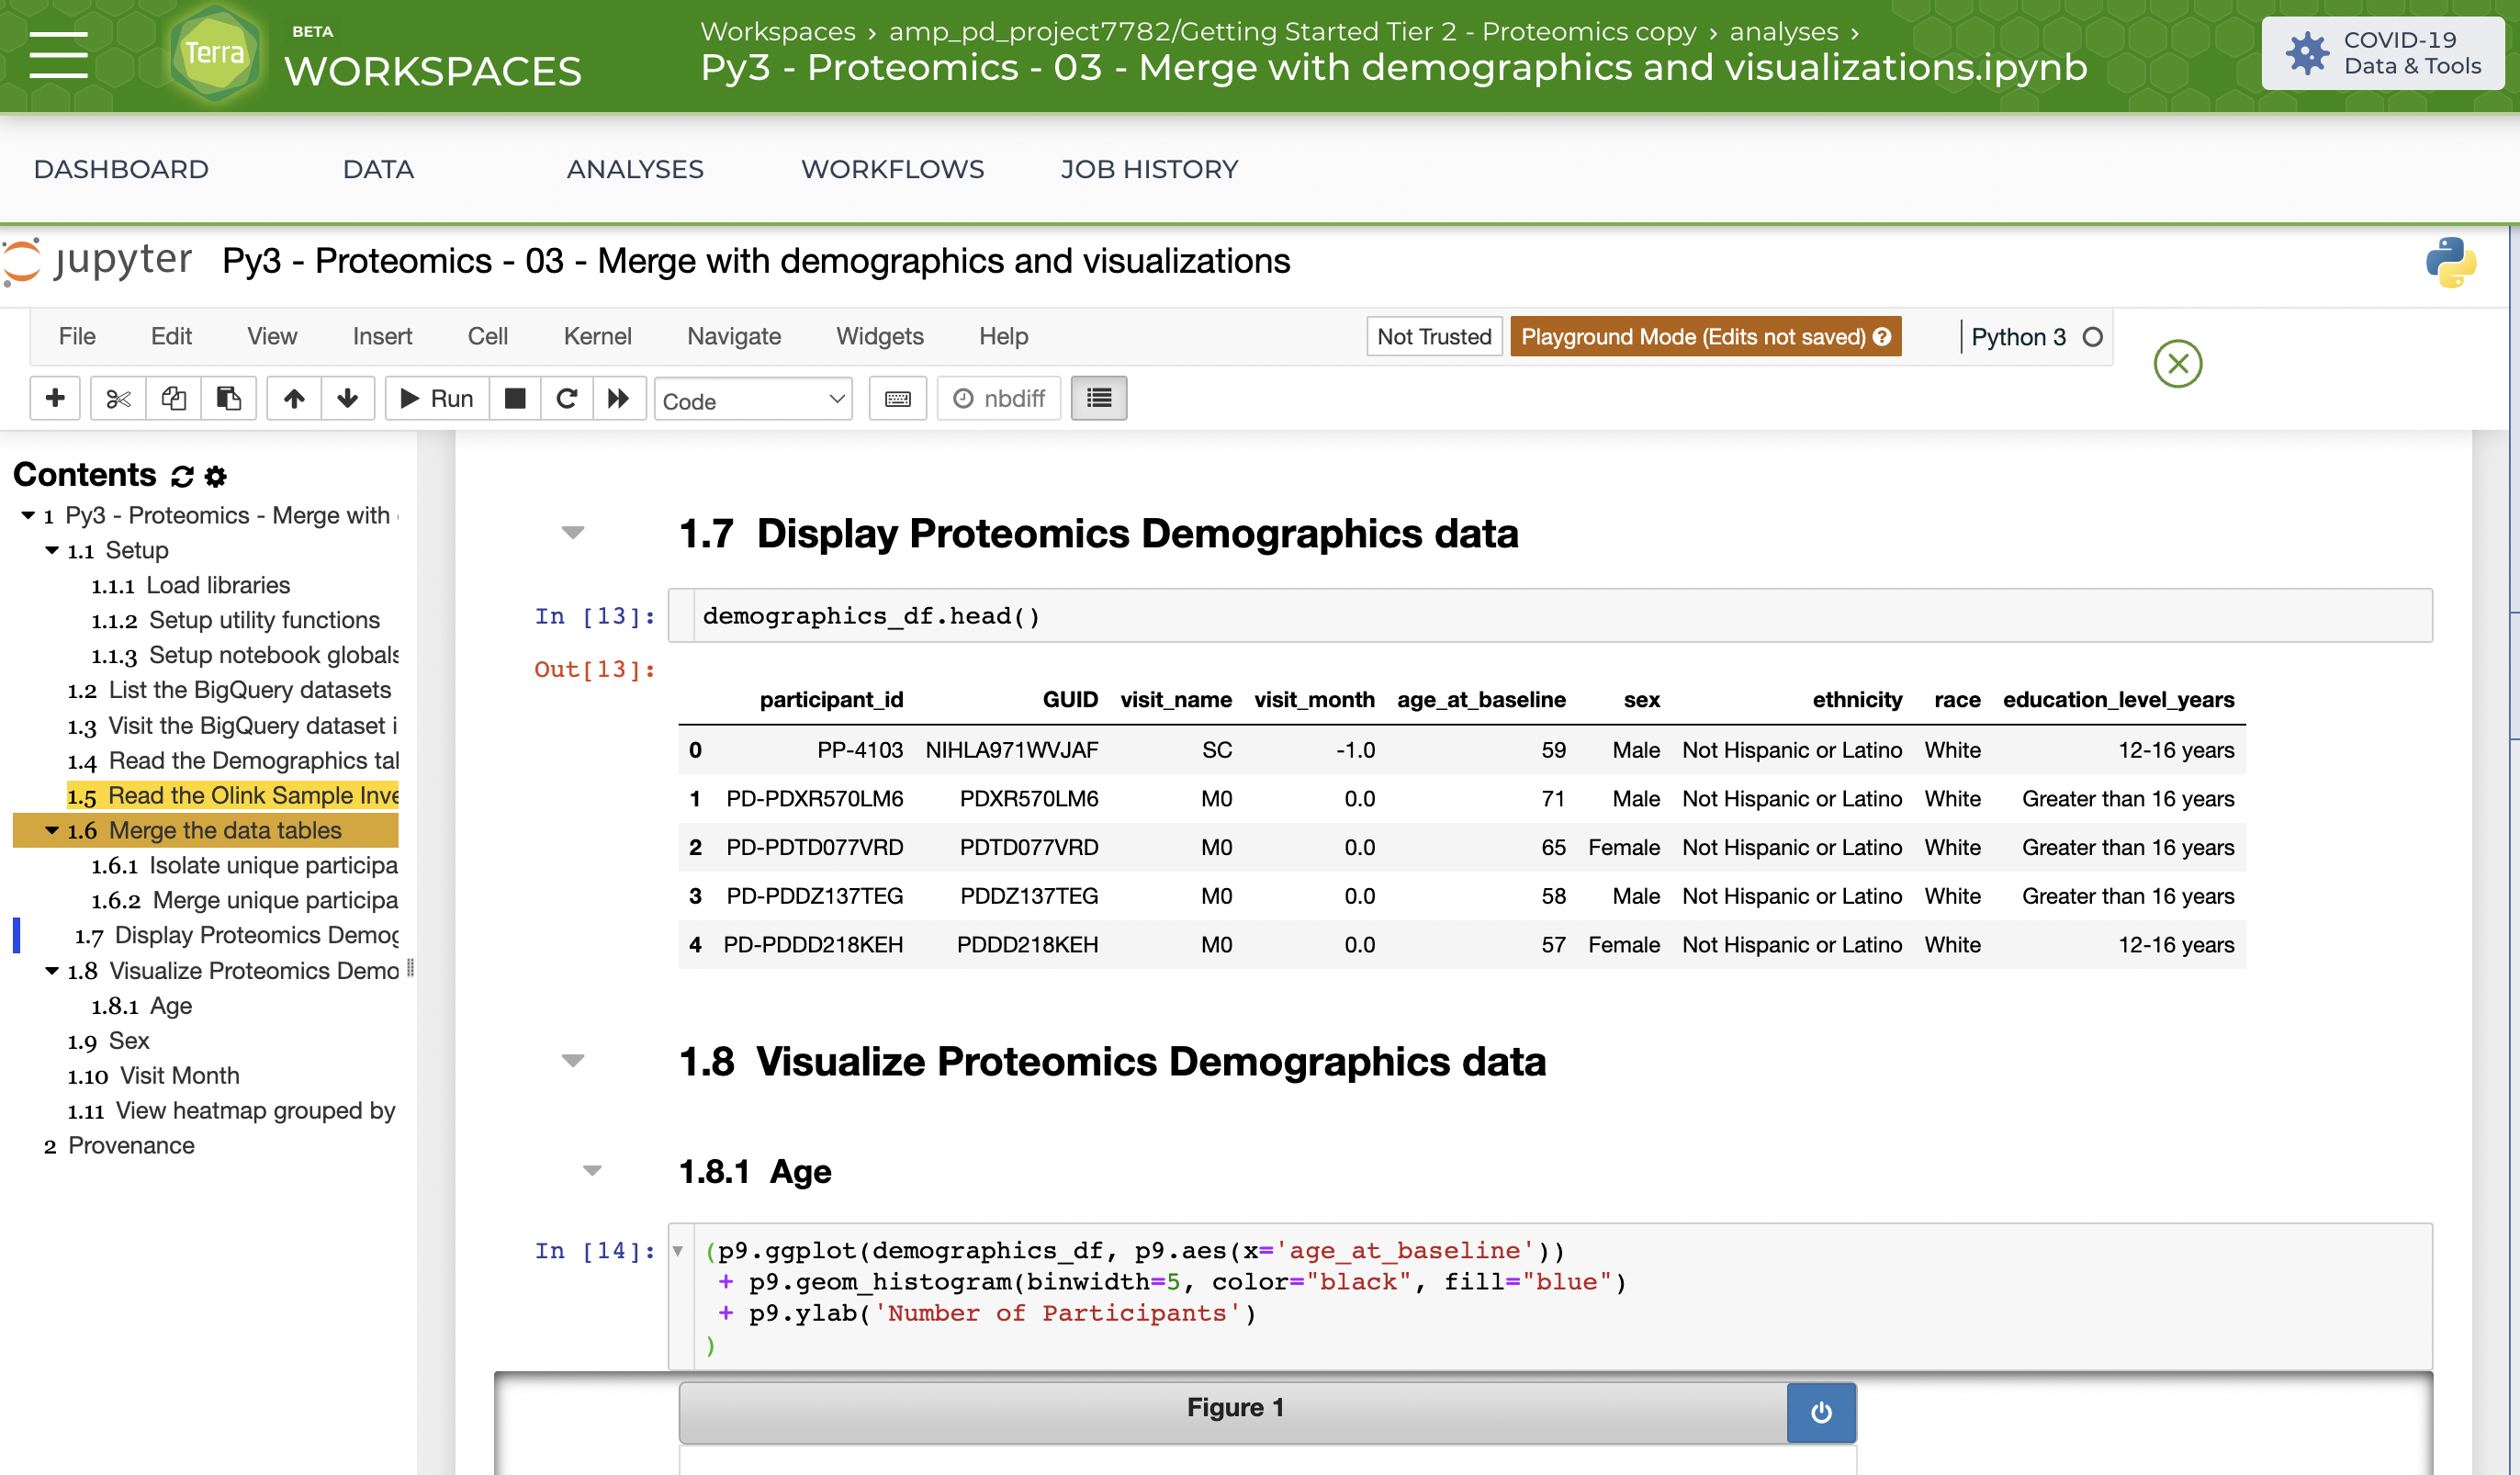 Terra
BETA
WORKSPACES
Workspaces › amp_pd_project7782/Getting Started Tier 2 - Proteomics copy › analyses ›
Py3 - Proteomics - 03 - Merge with demographics and visualizations.ipynb
COVID-19
Data & Tools
DASHBOARD DATA ANALYSES WORKFLOWS JOB HISTORY
jupyter Py3 - Proteomics - 03 - Merge with demographics and visualizations
File Edit View Insert Cell Kernel Navigate Widgets Help Not Trusted Playground Mode (Edits not saved) ? Python 3
Run Code nbdiff
Contents
1 Py3 - Proteomics - Merge with
1.1 Setup
1.1.1 Load libraries
1.1.2 Setup utility functions
1.1.3 Setup notebook globals
1.2 List the BigQuery datasets
1.3 Visit the BigQuery dataset i
1.4 Read the Demographics tal
1.5 Read the Olink Sample Inve
1.6 Merge the data tables
1.6.1 Isolate unique participa
1.6.2 Merge unique participa
1.7 Display Proteomics Demog
1.8 Visualize Proteomics Demo
1.8.1 Age
1.9 Sex
1.10 Visit Month
1.11 View heatmap grouped by
2 Provenance
1.7 Display Proteomics Demographics data
In [13]: demographics_df.head()
Out[13]:
participant_id GUID visit_name visit_month age_at_baseline sex ethnicity race education_level_years
0 PP-4103 NIHLA971WVJAF SC -1.0 59 Male Not Hispanic or Latino White 12-16 years
1 PD-PDXR570LM6 PDXR570LM6 M0 0.0 71 Male Not Hispanic or Latino White Greater than 16 years
2 PD-PDTD077VRD PDTD077VRD M0 0.0 65 Female Not Hispanic or Latino White Greater than 16 years
3 PD-PDDZ137TEG PDDZ137TEG M0 0.0 58 Male Not Hispanic or Latino White Greater than 16 years
4 PD-PDDD218KEH PDDD218KEH M0 0.0 57 Female Not Hispanic or Latino White 12-16 years
1.8 Visualize Proteomics Demographics data
1.8.1 Age
In [14]: (p9.ggplot(demographics_df, p9.aes(x='age_at_baseline'))
+ p9.geom_histogram(binwidth=5, color="black", fill="blue")
+ p9.ylab('Number of Participants')
)
Figure 1